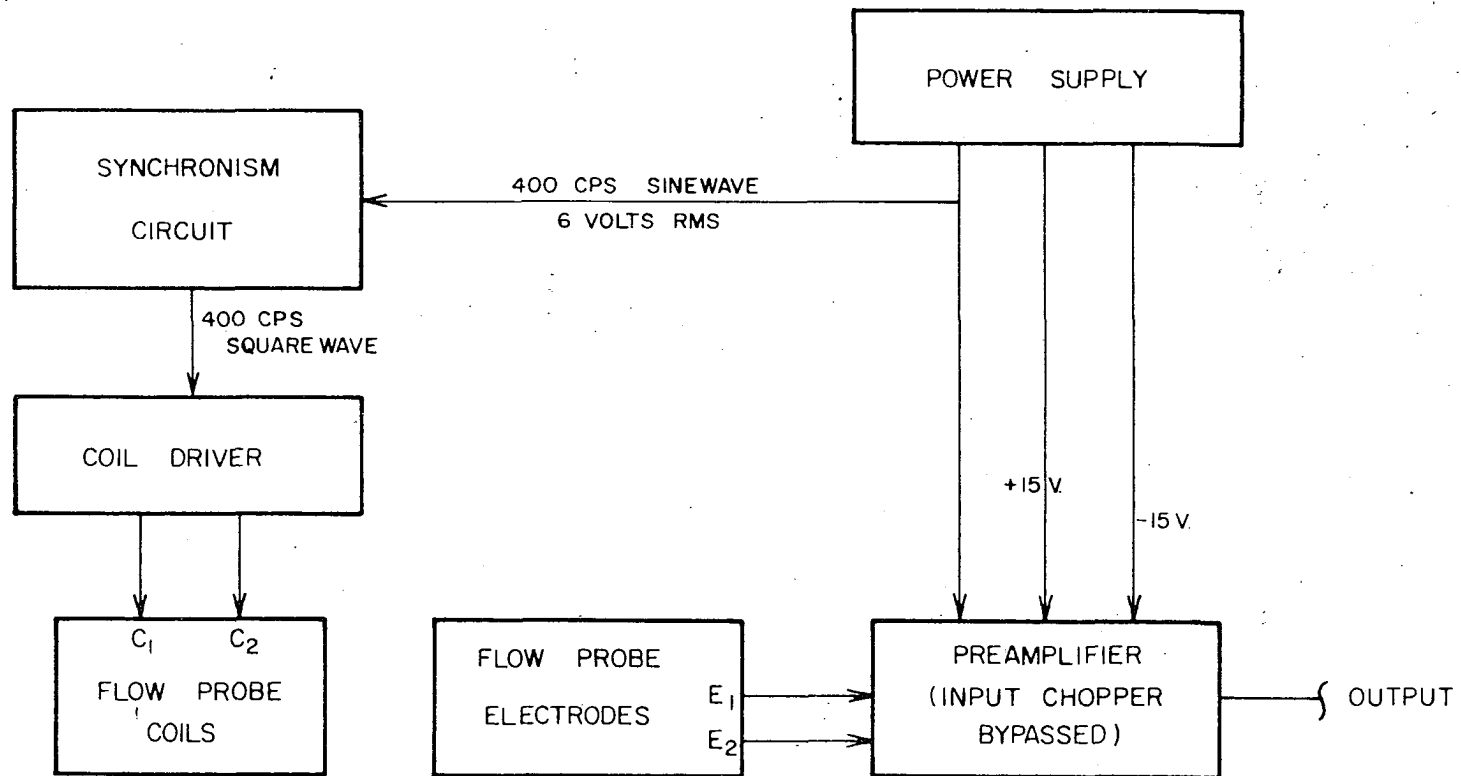 POWER SUPPLY
SYNCHRONISM
CIRCUIT
400 CPS SINEWAVE
6 VOLTS RMS
400 CPS
SQUARE WAVE
COIL DRIVER
+15 V.
-15 V.
C1 C2
FLOW PROBE
COILS
FLOW PROBE
ELECTRODES
E1
E2
PREAMPLIFIER
(INPUT CHOPPER
BYPASSED)
OUTPUT